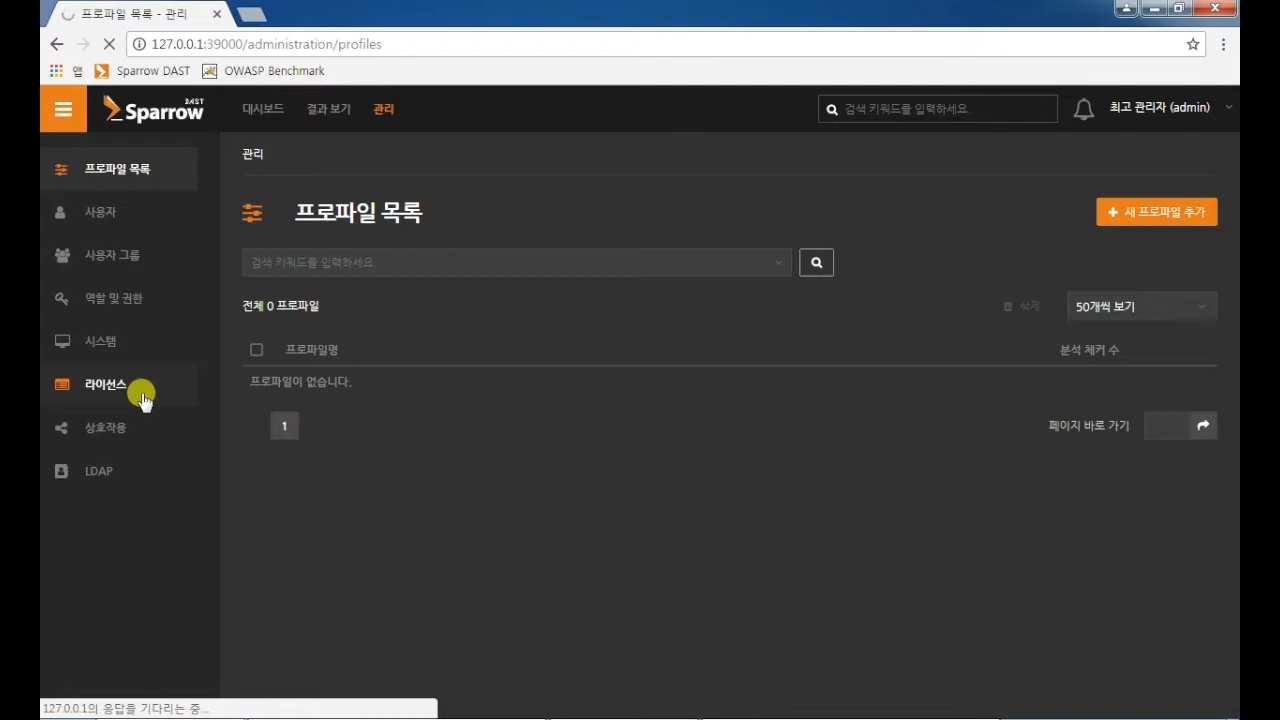 프로파일 목록 - 관리
127.0.0.1:39000/administration/profiles
앱 Sparrow DAST OWASP Benchmark
Sparrow DAST 대시보드 결과 보기 관리 검색 키워드를 입력하세요. 최고 관리자 (admin)
프로파일 목록
사용자
사용자 그룹
역할 및 권한
시스템
라이선스
상호작용
LDAP
관리
프로파일 목록
새 프로파일 추가
검색 키워드를 입력하세요.
전체 0 프로파일 삭제 50개씩 보기
프로파일명 분석 체커 수
프로파일이 없습니다.
1 페이지 바로 가기
127.0.0.1의 응답을 기다리는 중...